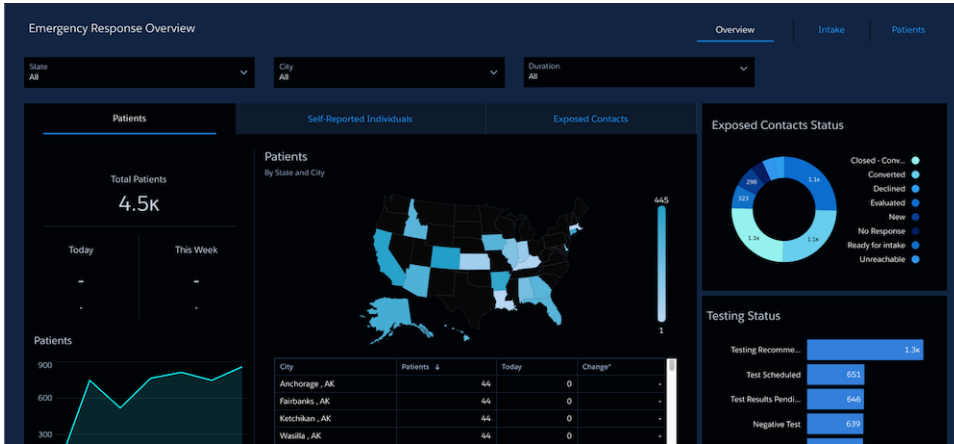 Emergency Response Overview
Overview
Intake
Patients
State
All
City
All
Duration
All
Patients
Self-Reported Individuals
Exposed Contacts
Total Patients
4.5K
Today
This Week
-
-
.
.
Patients
900
600
300
Patients
By State and City
445
1
City Patients ↓ Today Change*
Anchorage , AK 44 0 -
Fairbanks , AK 44 0 -
Ketchikan , AK 44 0 -
Wasilla , AK 44 0 -
Exposed Contacts Status
1.1K
298
323
1.1K
1.1K
Closed - Conv...
Converted
Declined
Evaluated
New
No Response
Ready for intake
Unreachable
Testing Status
Testing Recomme... 1.3K
Test Scheduled 651
Test Results Pendi... 646
Negative Test 639